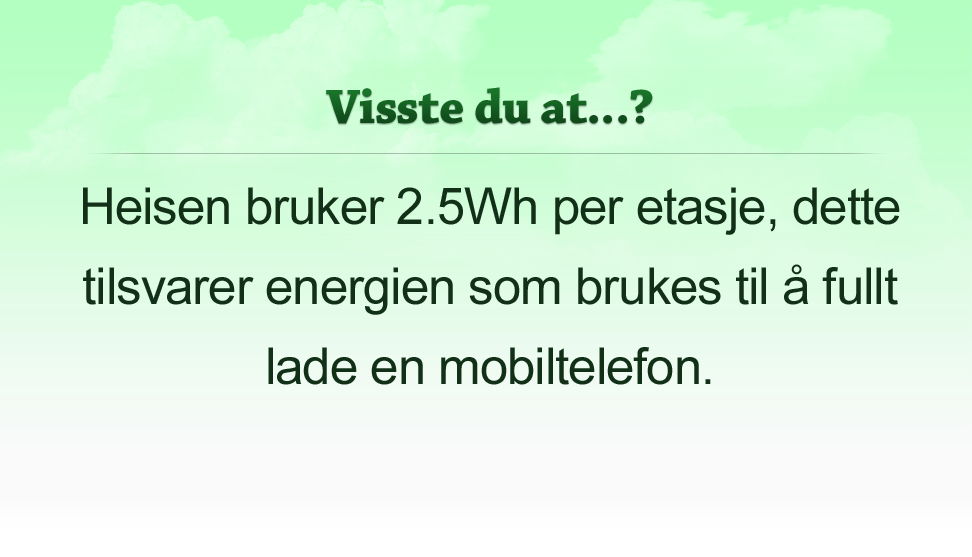 Visste du at...?
Heisen bruker 2.5Wh per etasje, dette
tilsvarer energien som brukes til å fullt
lade en mobiltelefon.